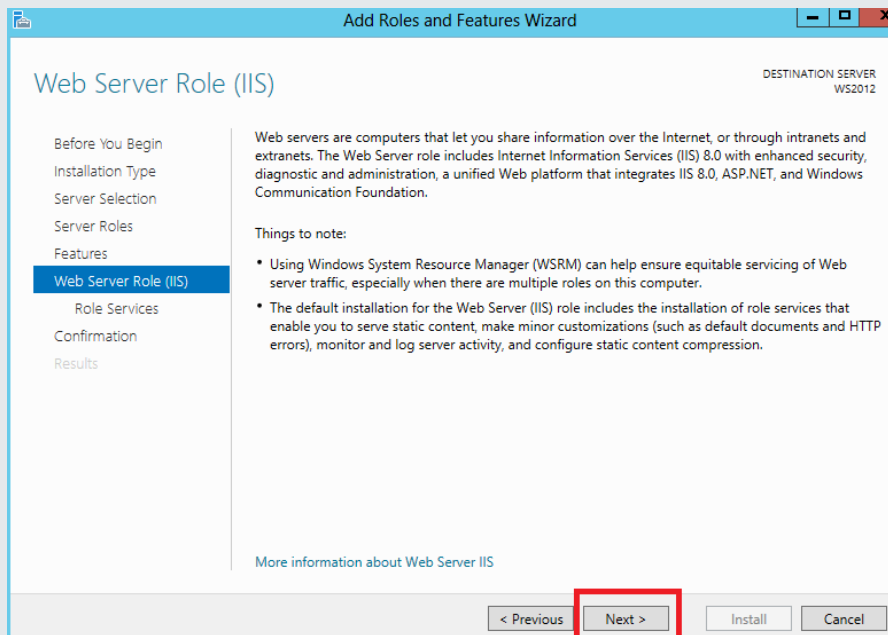 Add Roles and Features Wizard
Web Server Role (IIS)
DESTINATION SERVER
WS2012
Before You Begin
Installation Type
Server Selection
Server Roles
Features
Web Server Role (IIS)
Role Services
Confirmation
Results
Web servers are computers that let you share information over the Internet, or through intranets and
extranets. The Web Server role includes Internet Information Services (IIS) 8.0 with enhanced security,
diagnostic and administration, a unified Web platform that integrates IIS 8.0, ASP.NET, and Windows
Communication Foundation.
Things to note:
• Using Windows System Resource Manager (WSRM) can help ensure equitable servicing of Web
server traffic, especially when there are multiple roles on this computer.
• The default installation for the Web Server (IIS) role includes the installation of role services that
enable you to serve static content, make minor customizations (such as default documents and HTTP
errors), monitor and log server activity, and configure static content compression.
More information about Web Server IIS
< Previous
Next >
Install
Cancel